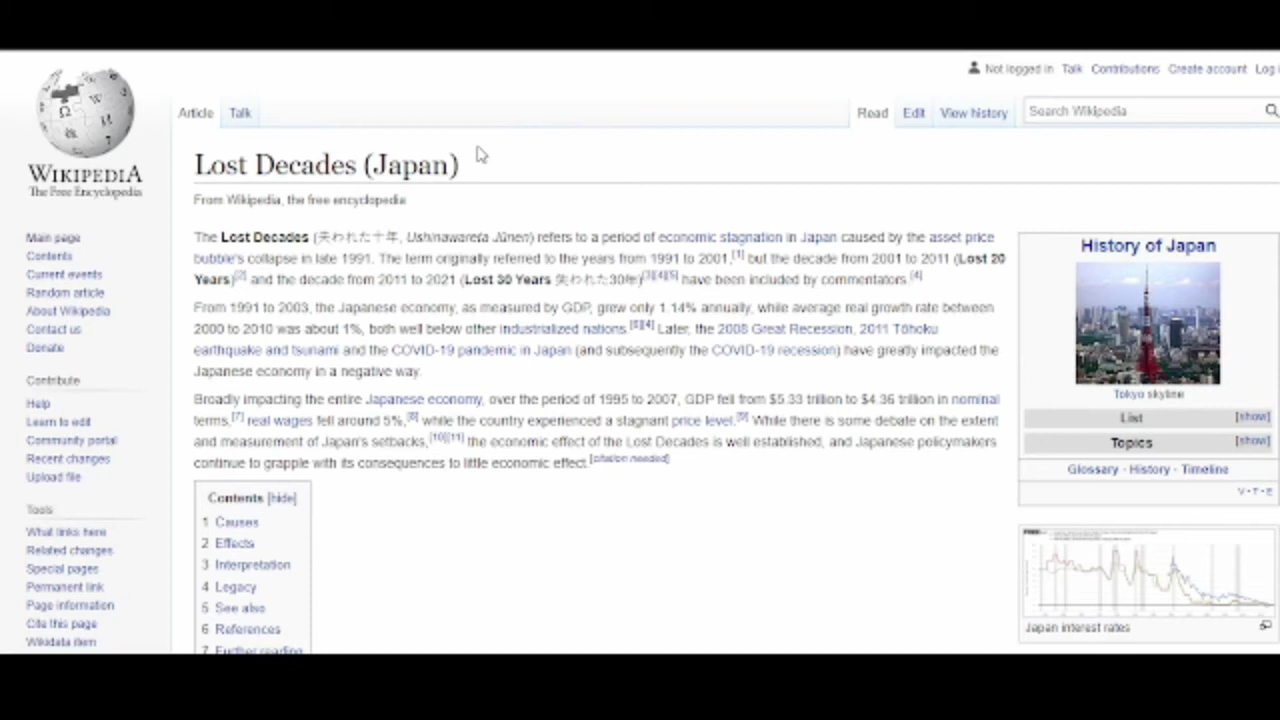 Not logged in Talk Contributions Create account Log i
Article Talk
Read Edit View history Search Wikipedia
WIKIPEDIA
The Free Encyclopedia
Lost Decades (Japan)
From Wikipedia, the free encyclopedia
The Lost Decades (失われた十年, Ushinawareta Jūnen) refers to a period of economic stagnation in Japan caused by the asset price
bubble's collapse in late 1991. The term originally referred to the years from 1991 to 2001,[1] but the decade from 2001 to 2011 (Lost 20
Years)[2] and the decade from 2011 to 2021 (Lost 30 Years 失われた30年)[3][4][5] have been included by commentators.[4]
From 1991 to 2003, the Japanese economy, as measured by GDP, grew only 1.14% annually, while average real growth rate between
2000 to 2010 was about 1%, both well below other industrialized nations.[6][4] Later, the 2008 Great Recession, 2011 Tōhoku
earthquake and tsunami and the COVID-19 pandemic in Japan (and subsequently the COVID-19 recession) have greatly impacted the
Japanese economy in a negative way.
Broadly impacting the entire Japanese economy, over the period of 1995 to 2007, GDP fell from $5.33 trillion to $4.36 trillion in nominal
terms,[7] real wages fell around 5%,[8] while the country experienced a stagnant price level.[9] While there is some debate on the extent
and measurement of Japan's setbacks,[10][11] the economic effect of the Lost Decades is well established, and Japanese policymakers
continue to grapple with its consequences to little economic effect.[citation needed]
Contents [hide]
1 Causes
2 Effects
3 Interpretation
4 Legacy
5 See also
6 References
7 Further reading
Main page
Contents
Current events
Random article
About Wikipedia
Contact us
Donate
Contribute
Help
Learn to edit
Community portal
Recent changes
Upload file
Tools
What links here
Related changes
Special pages
Permanent link
Page information
Cite this page
Wikidata item
History of Japan
Tokyo skyline
List [show]
Topics [show]
Glossary · History · Timeline
V · T · E
Japan interest rates